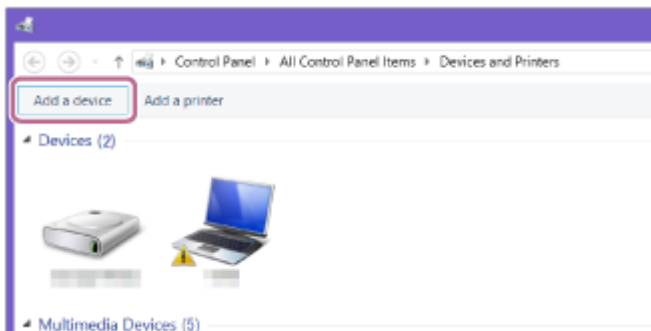 Control Panel All Control Panel Items Devices and Printers
Add a device Add a printer
Devices (2)
Multimedia Devices (5)